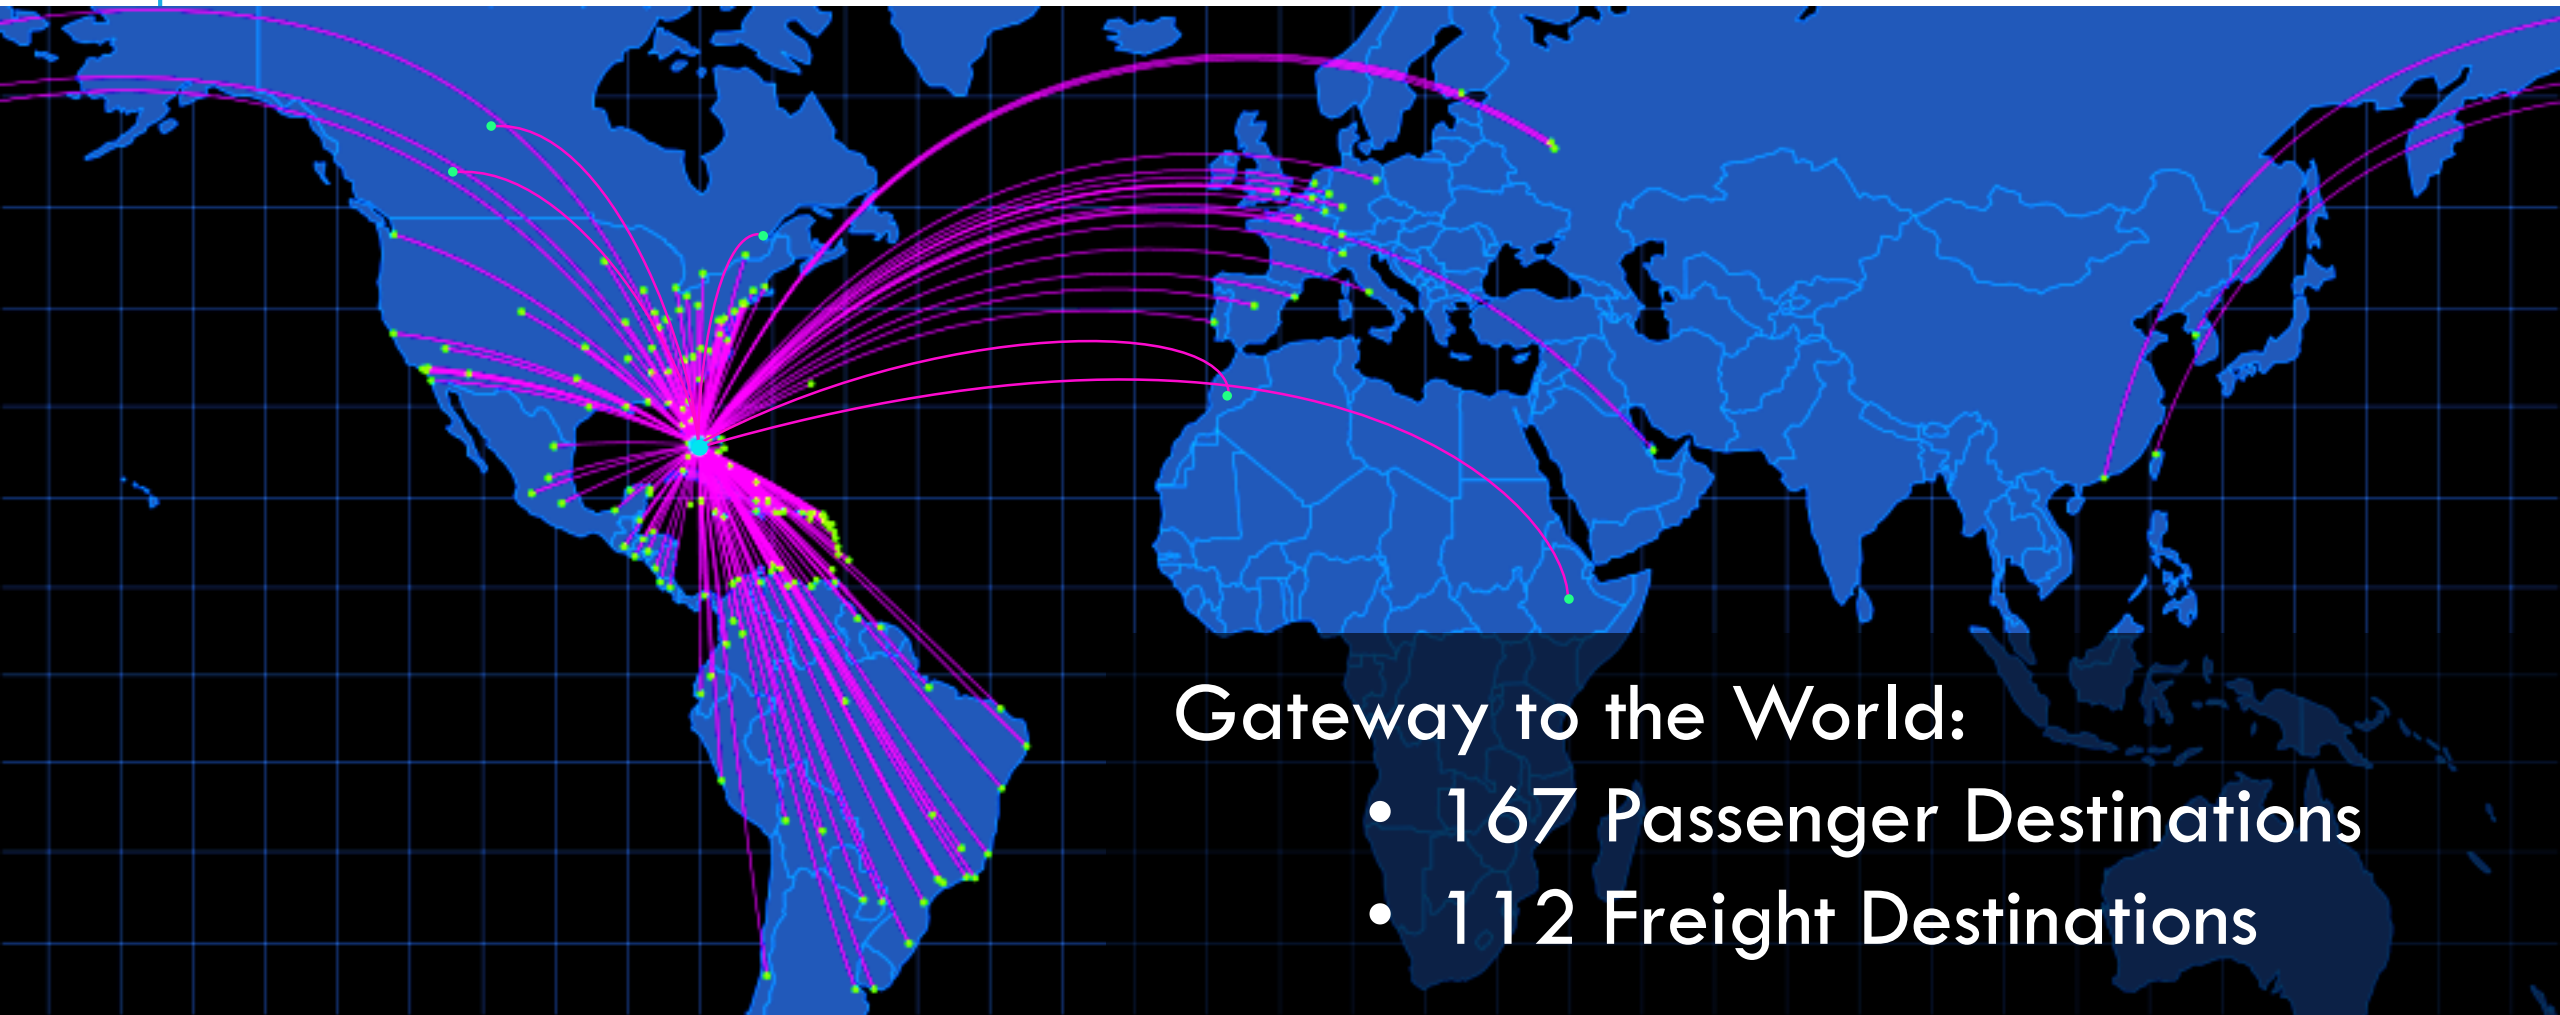 Gateway to the World:
• 167 Passenger Destinations
• 112 Freight Destinations